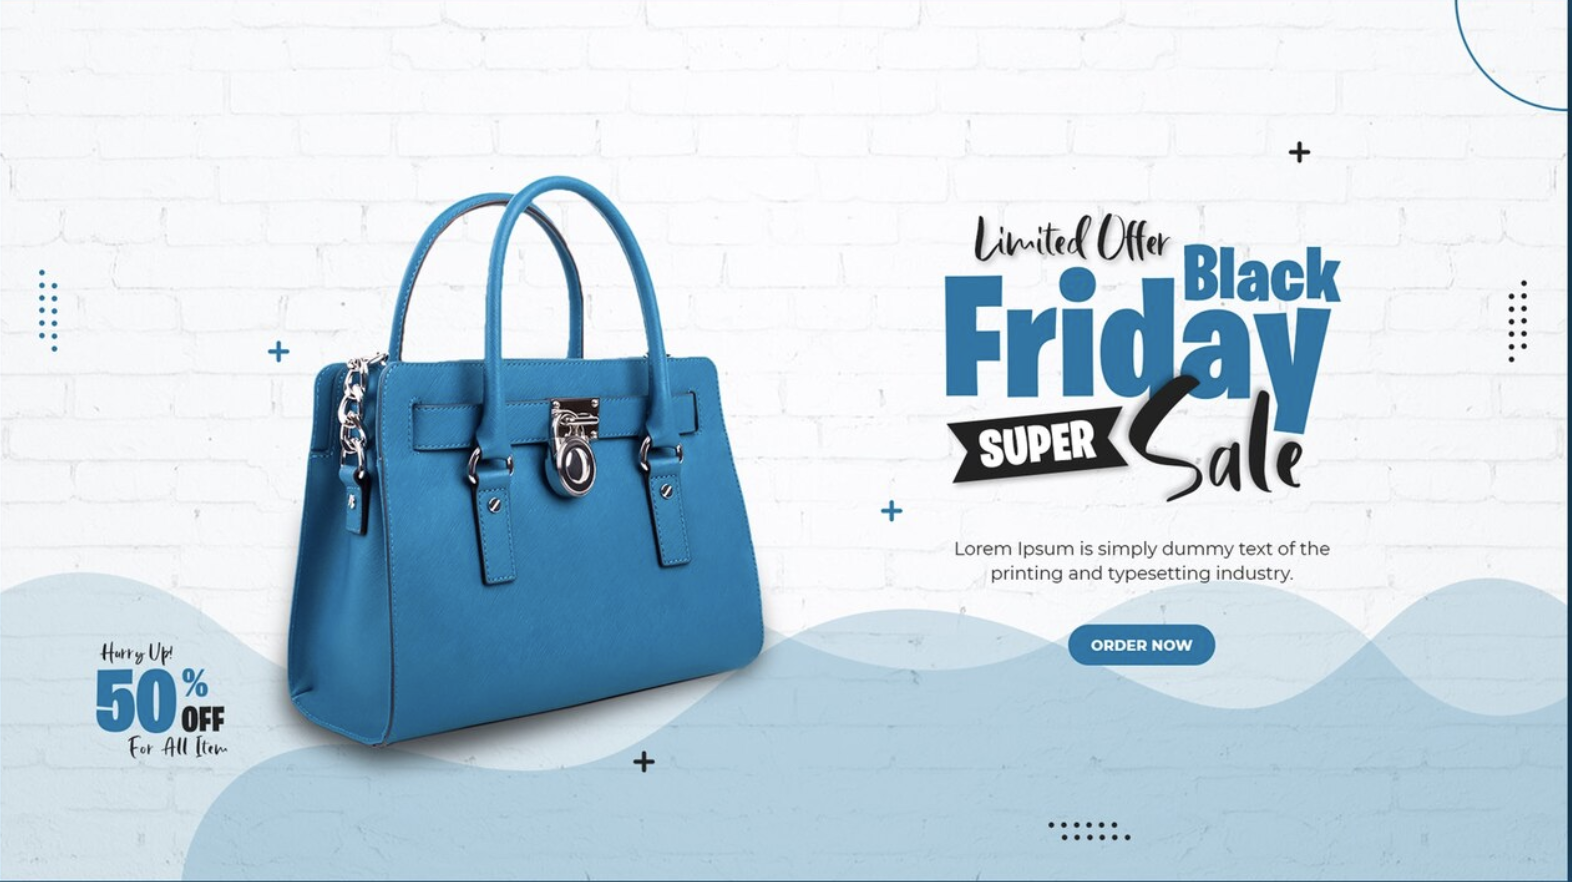 Limited Offer
Black
Friday
SUPER Sale
Lorem Ipsum is simply dummy text of the
printing and typesetting industry.
ORDER NOW
Hurry Up!
50%
OFF
For All Item